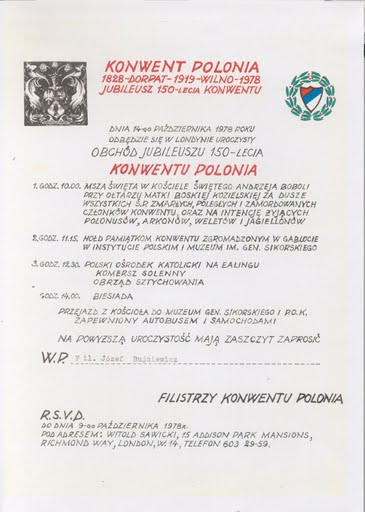 KONWENT POLONIA
1828-DORPAT-1919-WILNO-1978
JUBILEUSZ 150-LECIA KONWENTU
DNIA 14-GO PAŹDZIERNIKA 1978 ROKU
ODBĘDZIE SIĘ W LONDYNIE UROCZYSTY
OBCHÓD JUBILEUSZU 150-LECIA
KONWENTU POLONIA
1. GODZ. 10.00. MSZA ŚWIĘTA W KOŚCIELE ŚWIĘTEGO ANDRZEJA BOBOLI
PRZY OŁTARZU MATKI BOSKIEJ KOZIELSKIEJ ZA DUSZE
WSZYSTKICH Ś.P. ZMARŁYCH, POLEGŁYCH I ZAMORDOWANYCH
CZŁONKÓW KONWENTU, ORAZ NA INTENCJĘ ŻYJĄCYCH
POLONUSÓW, ARKONÓW, WELETÓW I JAGIELLONÓW
2. GODZ. 11.15. HOŁD PAMIĄTKOM KONWENTU ZGROMADZONYM W GABLOCIE
W INSTYTUCIE POLSKIM I MUZEUM IM. GEN. SIKORSKIEGO
3. GODZ. 12.30. POLSKI OŚRODEK KATOLICKI NA EALINGU
KOMERSZ SOLENNY
OBRZĄD SZTYCHOWANIA
GODZ. 14.00. BIESIADA
PRZEJAZD Z KOŚCIOŁA DO MUZEUM GEN. SIKORSKIEGO I P.O.K.
ZAPEWNIONY AUTOBUSEM I SAMOCHODAMI
NA POWYŻSZĄ UROCZYSTOŚĆ MAJĄ ZASZCZYT ZAPROSIĆ
W.P. Fil. Józef Bujniewicz
FILISTRZY KONWENTU POLONIA
R.S.V.P.
DO DNIA 9-GO PAŹDZIERNIKA 1978r.
POD ADRESEM: WITOLD SAWICKI, 15 ADDISON PARK MANSIONS,
RICHMOND WAY, LONDON, W.14, TELEFON 603 29-59.